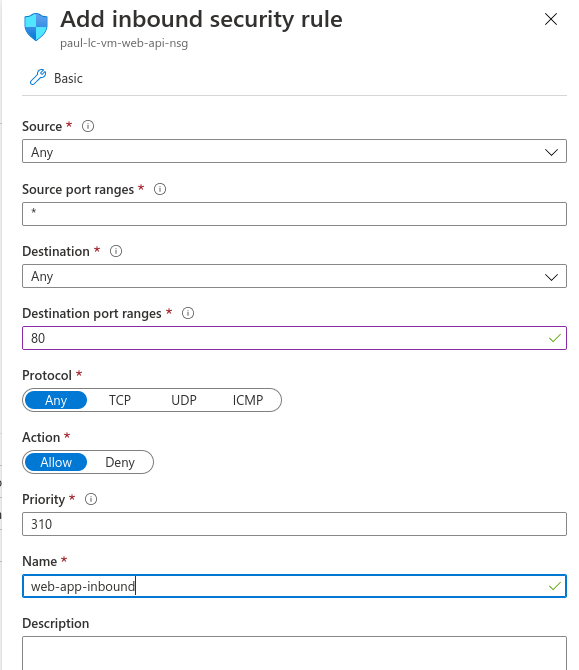 Add inbound security rule
paul-lc-vm-web-api-nsg
Basic
Source *
Any
Source port ranges *
*
Destination *
Any
Destination port ranges *
80
Protocol *
Any TCP UDP ICMP
Action *
Allow Deny
Priority *
310
Name *
web-app-inbound
Description